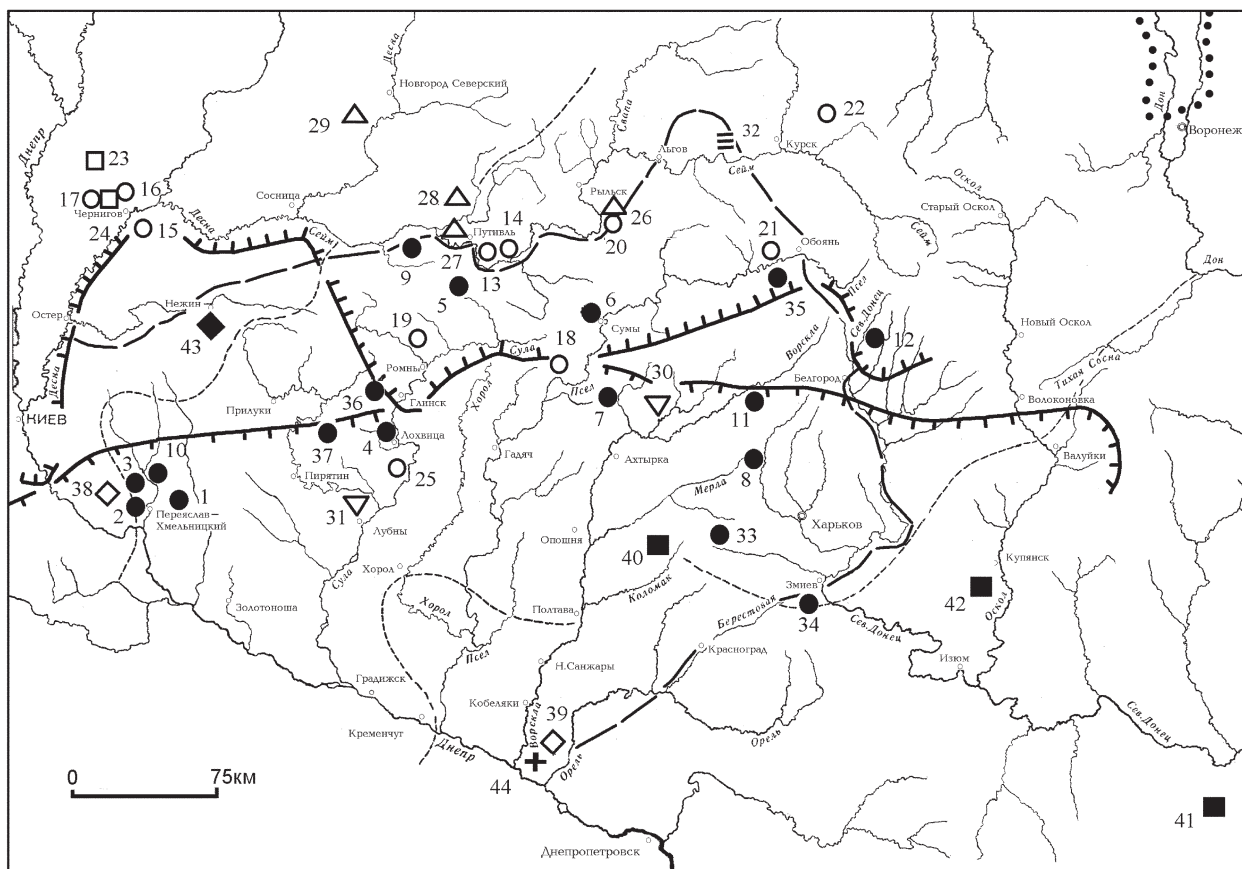 Десна
Новгород Северский
29
Днепр
23
17
16
Чернигов
24
15
Десна
Сосница
Сейм
28
Путивль
27
13
14
9
5
Свапа
Рыльск
26
20
Льгов
32
Курск
Сейм
22
Дон
Воронеж
Оскол
Старый Оскол
Сейм
Обоянь
21
35
Псел
Сев.Донец
12
Ворскла
Дон
Новый Оскол
Тихая Сосна
Нежин
43
Остер
Десна
КИЕВ
19
Ромны
Сула
18
6
Сумы
Псел
7
30
11
Белгород
Волоконовка
Валуйки
Прилуки
36
Глинск
Хорол
37
4
Лохвица
25
Гадяч
Ахтырка
8
Мерла
Харьков
3
10
38
2
1
Переяслав—
Хмельницкий
Пирятин
31
Лубны
Опошня
40
33
Змиев
34
Купянск
42
Оскол
Сула
Хорол
Хорол
Полтава
Коломак
Берестовая
Сев.Донец
Изюм
Золотоноша
Псел
Н.Санжары
Красноград
Градижск
Кобеляки
39
Ворскла
Орель
Орель
Сев.Донец
Кременчуг
Днепр
44
41
0
75км
Днепропетровск